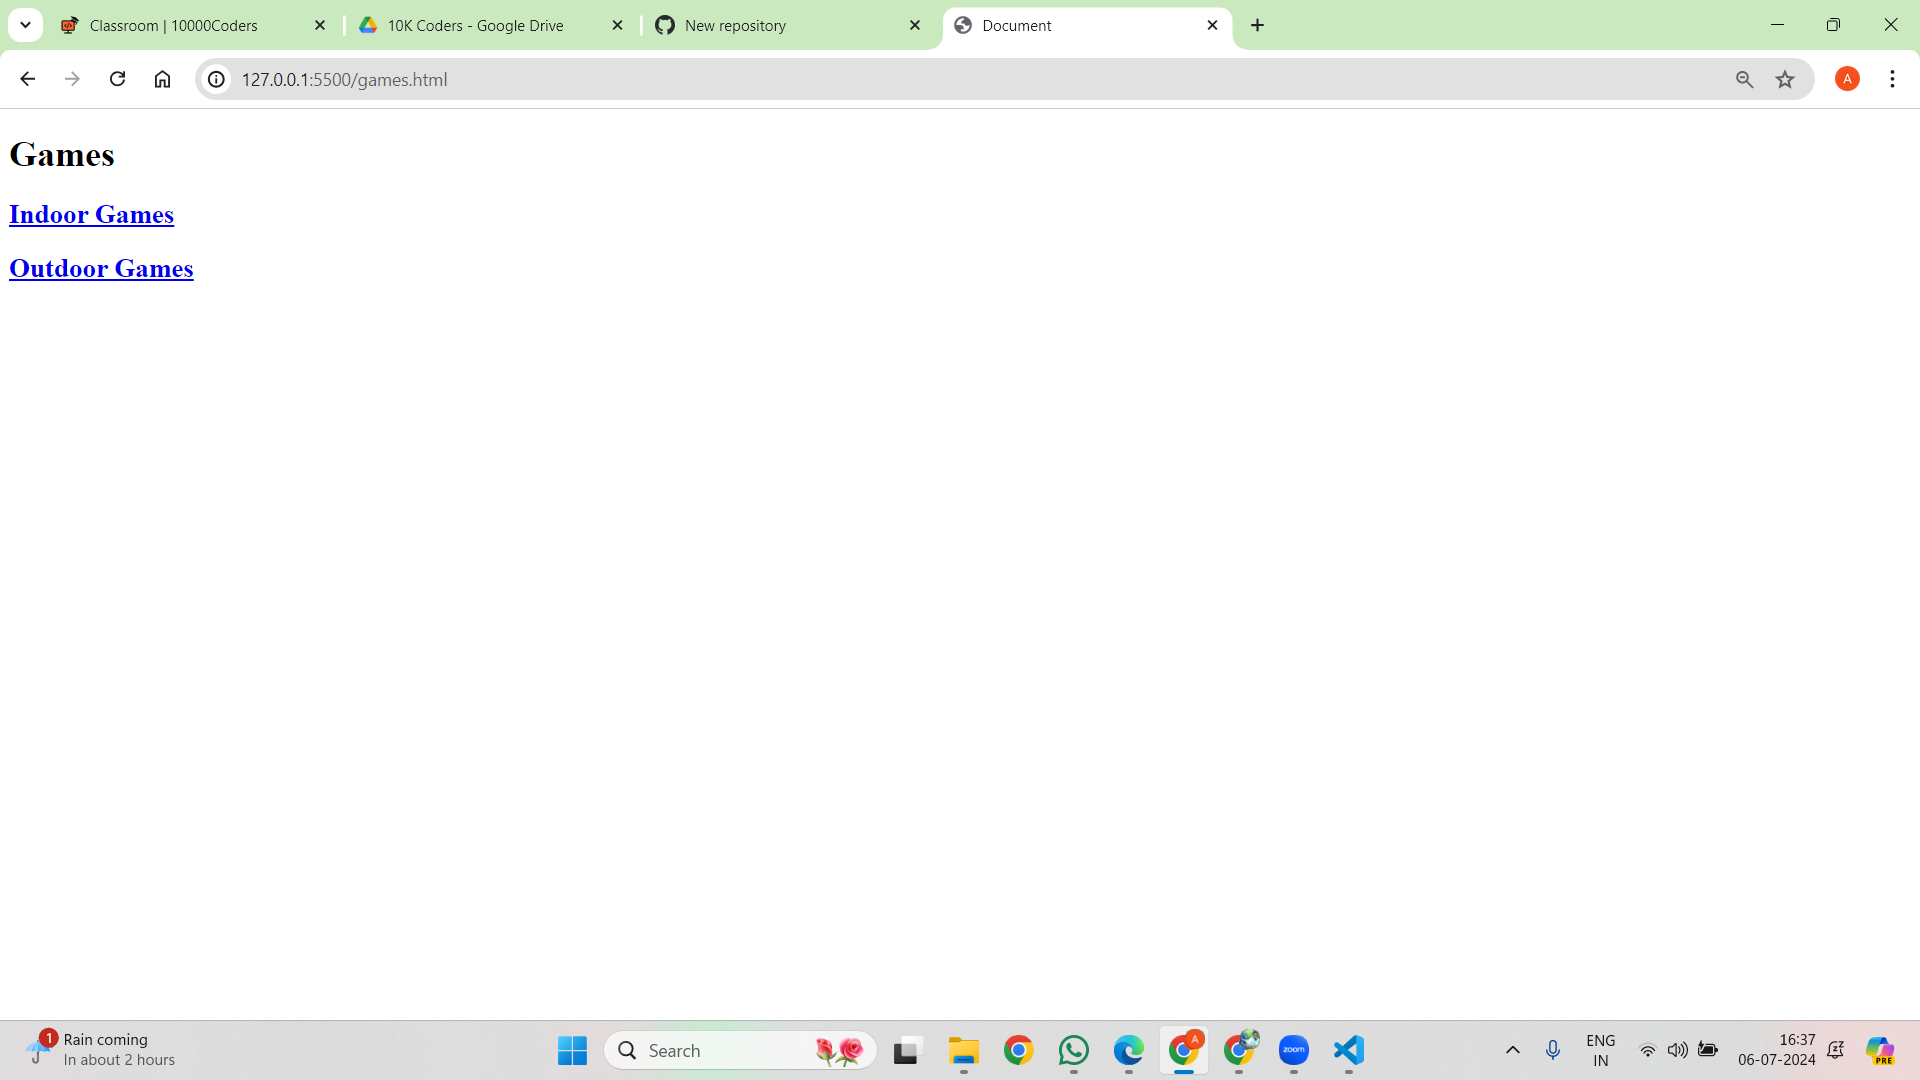 Classroom | 10000Coders
10K Coders - Google Drive
New repository
Document
127.0.0.1:5500/games.html
A
Games
Indoor Games
Outdoor Games
1
Rain coming
In about 2 hours
Search
A
zoom
ENG
IN
16:37
06-07-2024
PRE